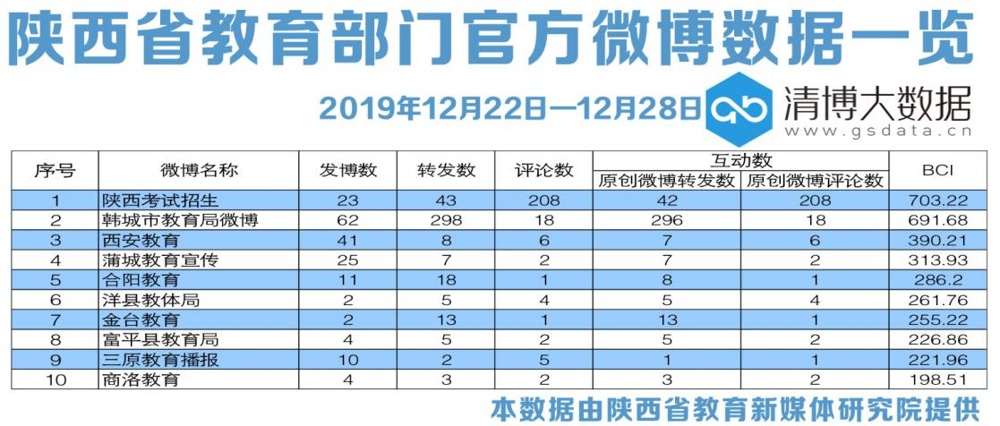 陕西省教育部门官方微博数据一览
2019年12月22日—12月28日
清博大数据
www.gsdata.cn
序号 微博名称 发博数 转发数 评论数 互动数 BCI
原创微博转发数 原创微博评论数
1 陕西考试招生 23 43 208 42 208 703.22
2 韩城市教育局微博 62 298 18 296 18 691.68
3 西安教育 41 8 6 7 6 390.21
4 蒲城教育宣传 25 7 2 7 2 313.93
5 合阳教育 11 18 1 8 1 286.2
6 洋县教体局 2 5 4 5 4 261.76
7 金台教育 2 13 1 13 1 255.22
8 富平县教育局 4 5 2 5 2 226.86
9 三原教育播报 10 2 5 1 1 221.96
10 商洛教育 4 3 2 3 2 198.51
本数据由陕西省教育新媒体研究院提供